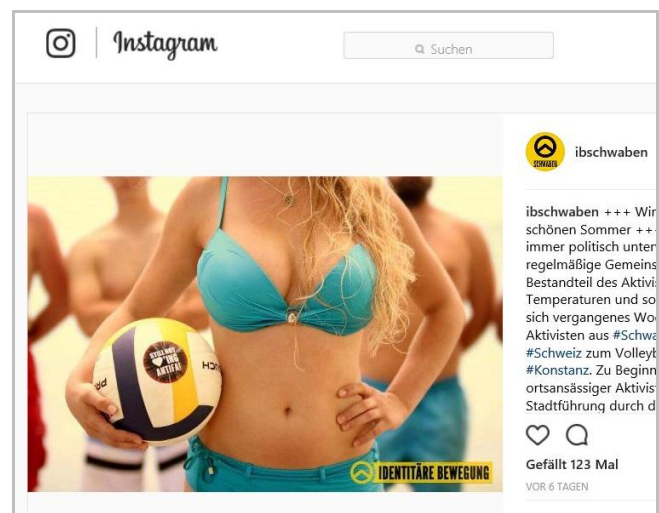 Instagram
Suchen
SCHWABEN
ibschwaben
ibschwaben +++ Wir
schönen Sommer ++
immer politisch unter
regelmäßige Gemeins
Bestandteil des Aktivis
Temperaturen und so
sich vergangenes Wo
Aktivisten aus #Schwa
#Schweiz zum Volleyb
#Konstanz. Zu Beginn
ortsansässiger Aktivis
Stadtführung durch d
STILL NOT
♥'ING
ANTIFA!
IDENTITÄRE BEWEGUNG
Gefällt 123 Mal
VOR 6 TAGEN